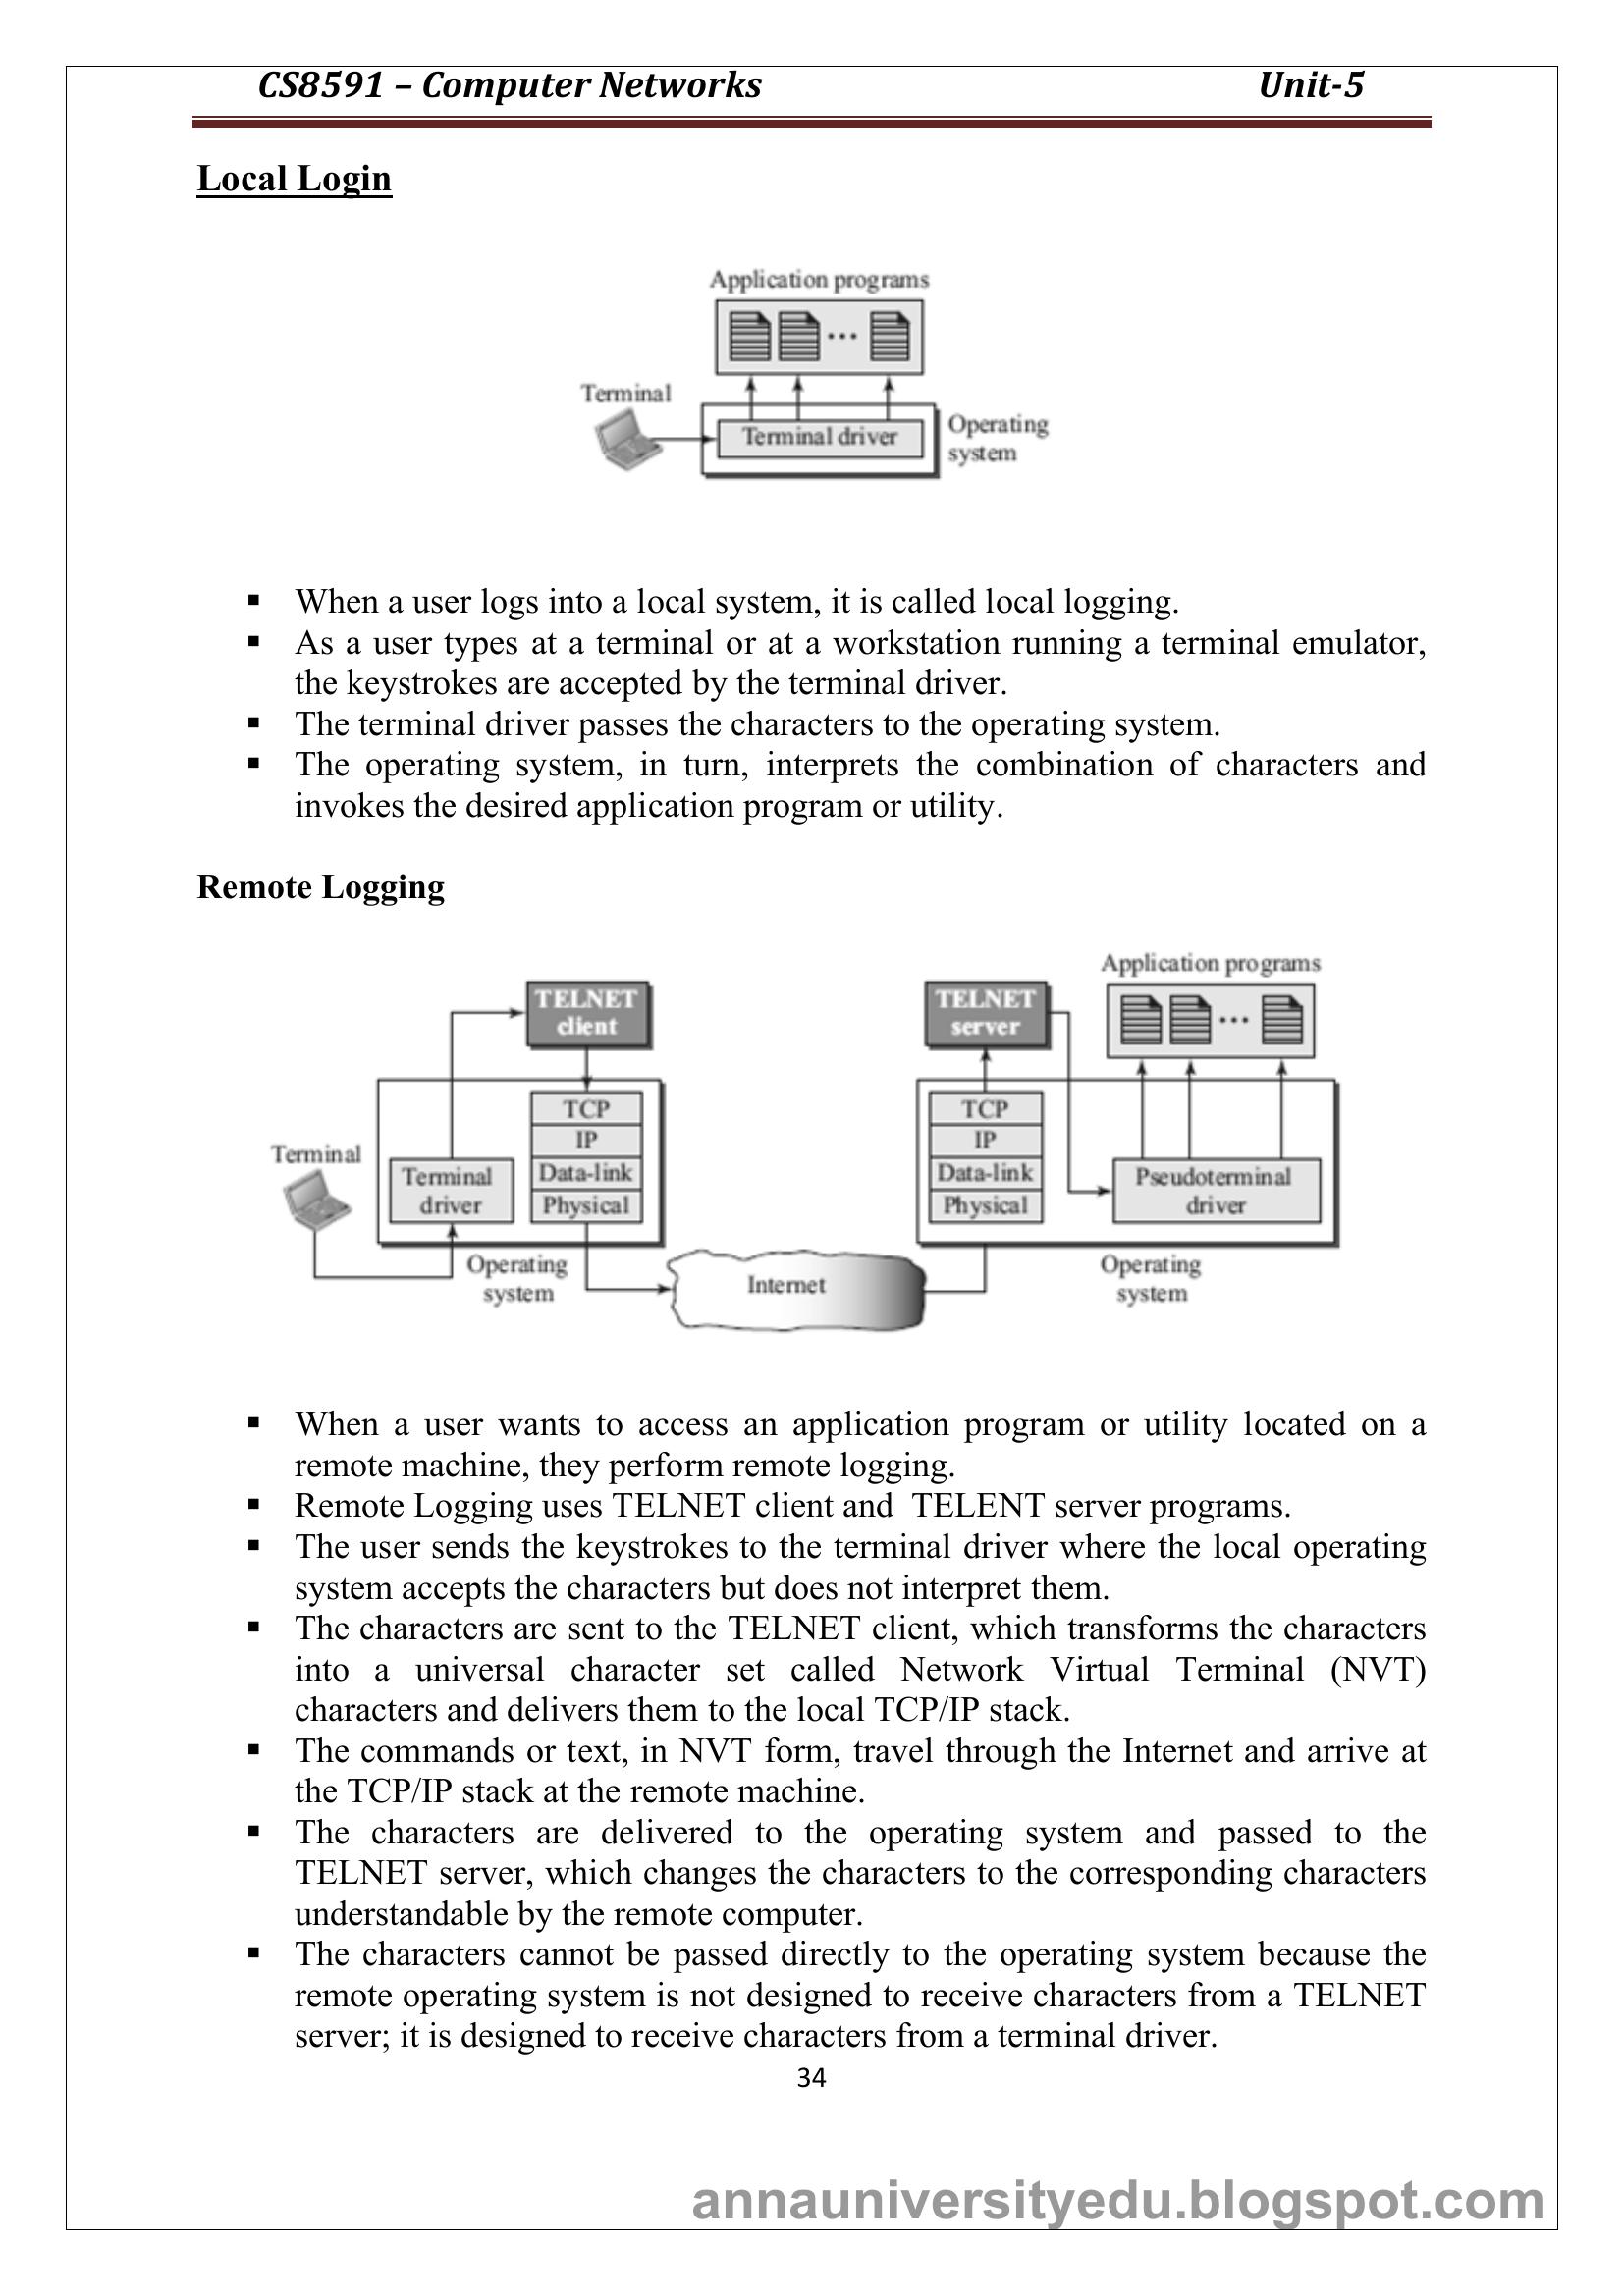 CS8591 – Computer Networks Unit-5
Local Login
Application programs
Terminal
Terminal driver
Operating
system
▪ When a user logs into a local system, it is called local logging.
▪ As a user types at a terminal or at a workstation running a terminal emulator,
the keystrokes are accepted by the terminal driver.
▪ The terminal driver passes the characters to the operating system.
▪ The operating system, in turn, interprets the combination of characters and
invokes the desired application program or utility.
Remote Logging
TELNET
client
TCP
IP
Data-link
Physical
Terminal
Terminal
driver
Operating
system
Internet
TELNET
server
TCP
IP
Data-link
Physical
Application programs
Pseudoterminal
driver
Operating
system
▪ When a user wants to access an application program or utility located on a
remote machine, they perform remote logging.
▪ Remote Logging uses TELNET client and  TELENT server programs.
▪ The user sends the keystrokes to the terminal driver where the local operating
system accepts the characters but does not interpret them.
▪ The characters are sent to the TELNET client, which transforms the characters
into a universal character set called Network Virtual Terminal (NVT)
characters and delivers them to the local TCP/IP stack.
▪ The commands or text, in NVT form, travel through the Internet and arrive at
the TCP/IP stack at the remote machine.
▪ The characters are delivered to the operating system and passed to the
TELNET server, which changes the characters to the corresponding characters
understandable by the remote computer.
▪ The characters cannot be passed directly to the operating system because the
remote operating system is not designed to receive characters from a TELNET
server; it is designed to receive characters from a terminal driver.
34
annauniversityedu.blogspot.com